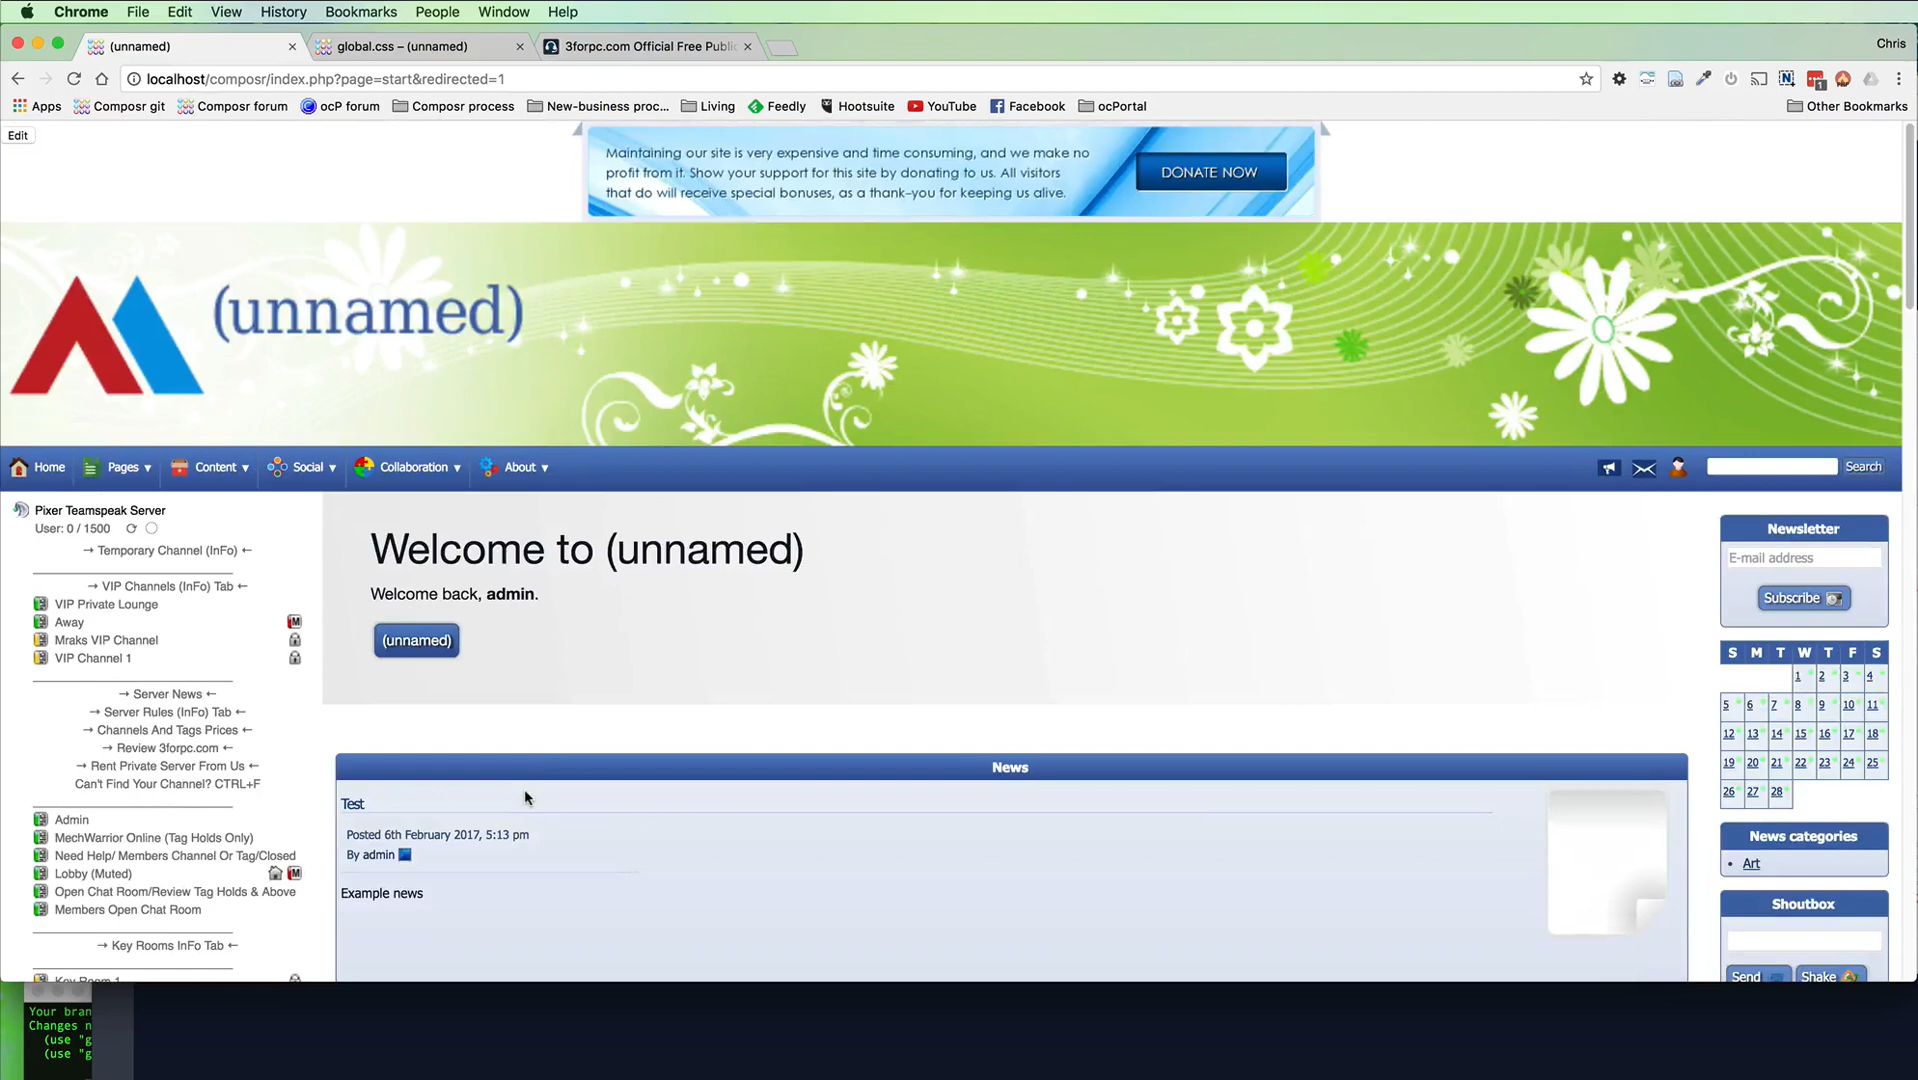 Chrome File Edit View History Bookmarks People Window Help
(unnamed) global.css – (unnamed) 3forpc.com Official Free Public Chris
localhost/composr/index.php?page=start&redirected=1
Apps Composr git Composr forum ocP forum Composr process New-business proc... Living Feedly Hootsuite YouTube Facebook ocPortal Other Bookmarks
Edit
Maintaining our site is very expensive and time consuming, and we make no
profit from it. Show your support for this site by donating to us. All visitors
that do will receive special bonuses, as a thank-you for keeping us alive.
DONATE NOW
(unnamed)
Home Pages Content Social Collaboration About Search
Pixer Teamspeak Server
User: 0 / 1500
→ Temporary Channel (InFo) ←
→ VIP Channels (InFo) Tab ←
VIP Private Lounge
Away
Mraks VIP Channel
VIP Channel 1
→ Server News ←
→ Server Rules (InFo) Tab ←
→ Channels And Tags Prices ←
→ Review 3forpc.com ←
→ Rent Private Server From Us ←
Can't Find Your Channel? CTRL+F
Admin
MechWarrior Online (Tag Holds Only)
Need Help/ Members Channel Or Tag/Closed
Lobby (Muted)
Open Chat Room/Review Tag Holds & Above
Members Open Chat Room
→ Key Rooms InFo Tab ←
Key Room 1
Welcome to (unnamed)
Welcome back, admin.
(unnamed)
News
Test
Posted 6th February 2017, 5:13 pm
By admin
Example news
Newsletter
E-mail address
Subscribe
S M T W T F S
1 2 3 4
5 6 7 8 9 10 11
12 13 14 15 16 17 18
19 20 21 22 23 24 25
26 27 28
News categories
Art
Shoutbox
Send Shake
Your bran
Changes n
(use "g
(use "g